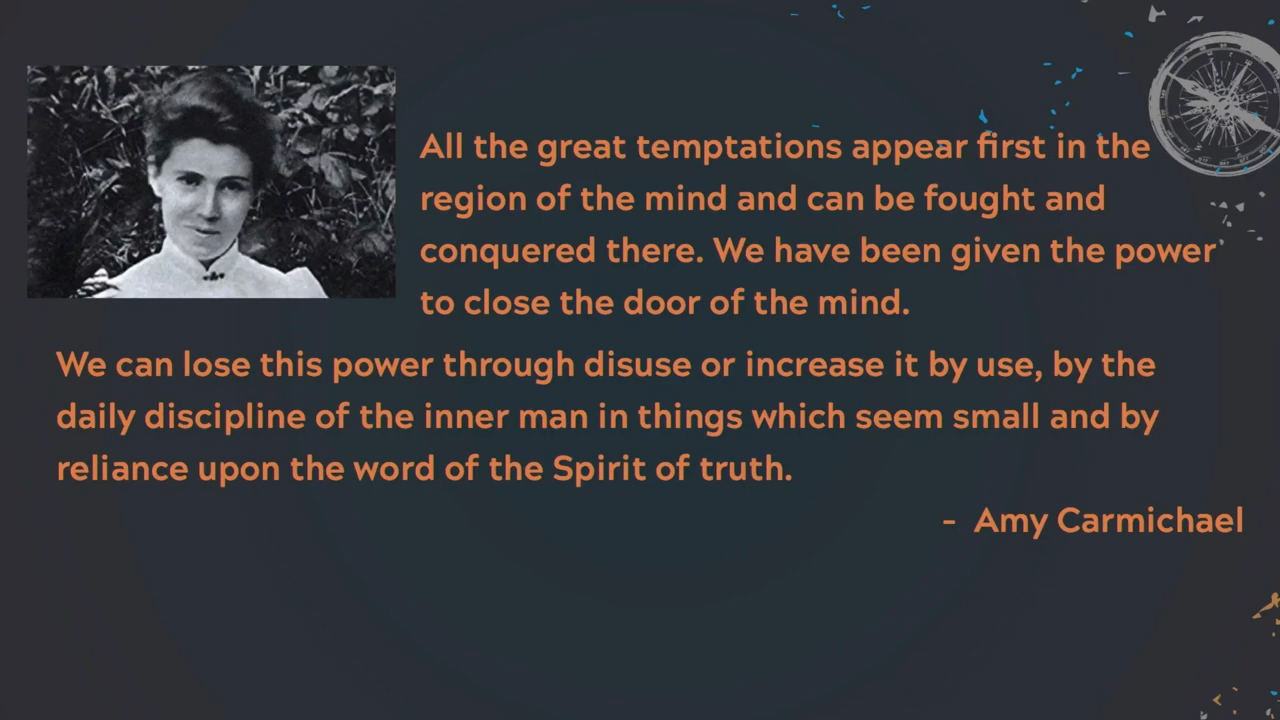 All the great temptations appear first in the
region of the mind and can be fought and
conquered there. We have been given the power
to close the door of the mind.
We can lose this power through disuse or increase it by use, by the
daily discipline of the inner man in things which seem small and by
reliance upon the word of the Spirit of truth.
- Amy Carmichael